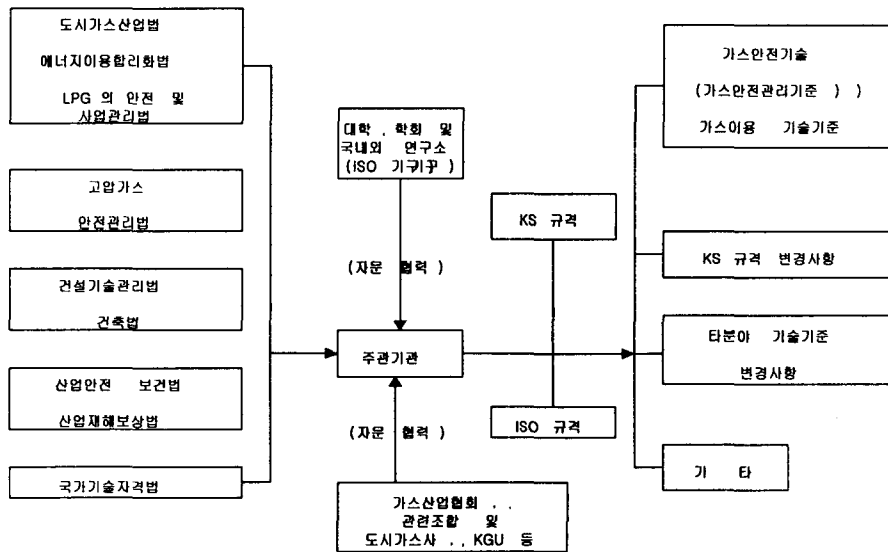 도시가스산업법
에너지이용합리화법
LPG 의 안전 및
사업관리법
고압가스
안전관리법
건설기술관리법
건축법
산업안전 보건법
산업재해보상법
국가기술자격법
대학 , 학회 및
국내외 연구소
(ISO 기구 )
(자문 협력 )
주관기관
(자문 협력 )
가스산업협회 , .
관련조합 및
도시가스사 , . KGU 등
KS 규격
ISO 규격
가스안전기술
(가스안전관리기준 ) )
가스이용 기술기준
KS 규격 변경사항
타분야 기술기준
변경사항
기 타